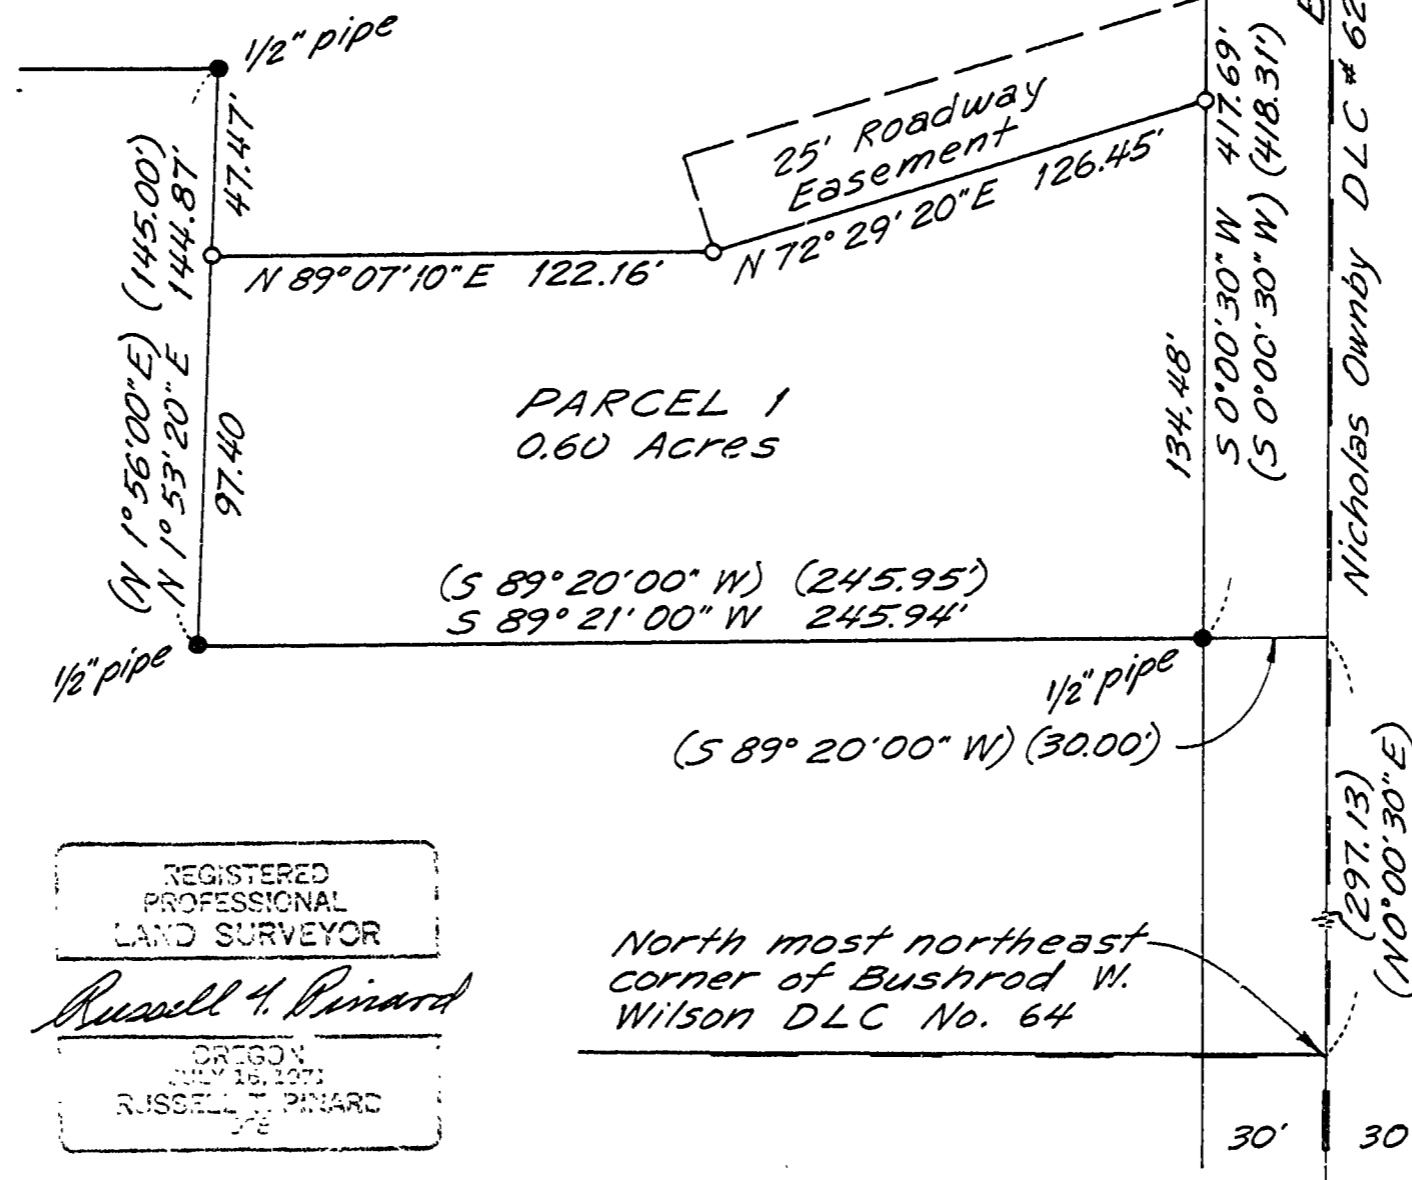 1/2" pipe
47.47'
(N 1°56'00"E) (145.00')
N 1°53'20"E 144.87'
97.40
25' Roadway
Easement
N 72°29'20"E 126.45'
N 89°07'10"E 122.16'
S 0°00'30"W 417.69'
(S 0°00'30"W) (418.31')
134.48'
Nicholas Ownby DLC #62
PARCEL 1
0.60 Acres
(S 89°20'00" W) (245.95')
S 89°21'00" W 245.94'
1/2" pipe
1/2" pipe
(S 89°20'00" W) (30.00')
(297.13)
(N0°00'30"E)
REGISTERED
PROFESSIONAL
LAND SURVEYOR
Russell T. Pinard
OREGON
JULY 16, 1971
RUSSELL T. PINARD
North most northeast
corner of Bushrod W.
Wilson DLC No. 64
30' 30